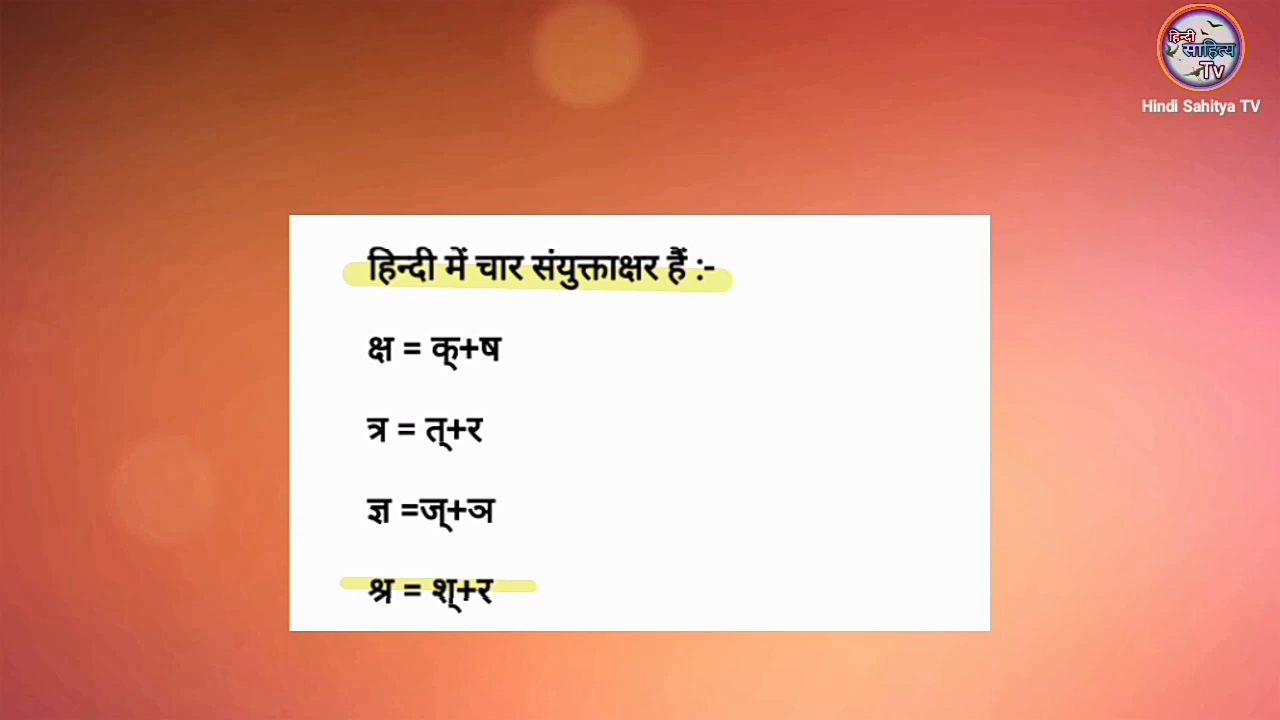 हिन्दी
साहित्य
Tv
Hindi Sahitya TV
हिन्दी में चार संयुक्ताक्षर हैं :-
क्ष = क्+ष
त्र = त्+र
ज्ञ =ज्+ञ
श्र = श्+र